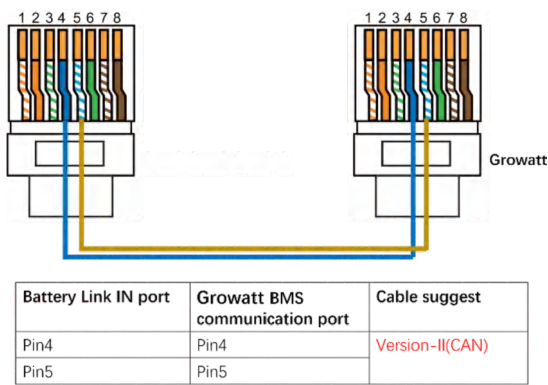 1 2 3 4 5 6 7 8
1 2 3 4 5 6 7 8
Growatt
Battery Link IN port
Growatt BMS
communication port
Cable suggest
Pin4
Pin4
Version-II(CAN)
Pin5
Pin5